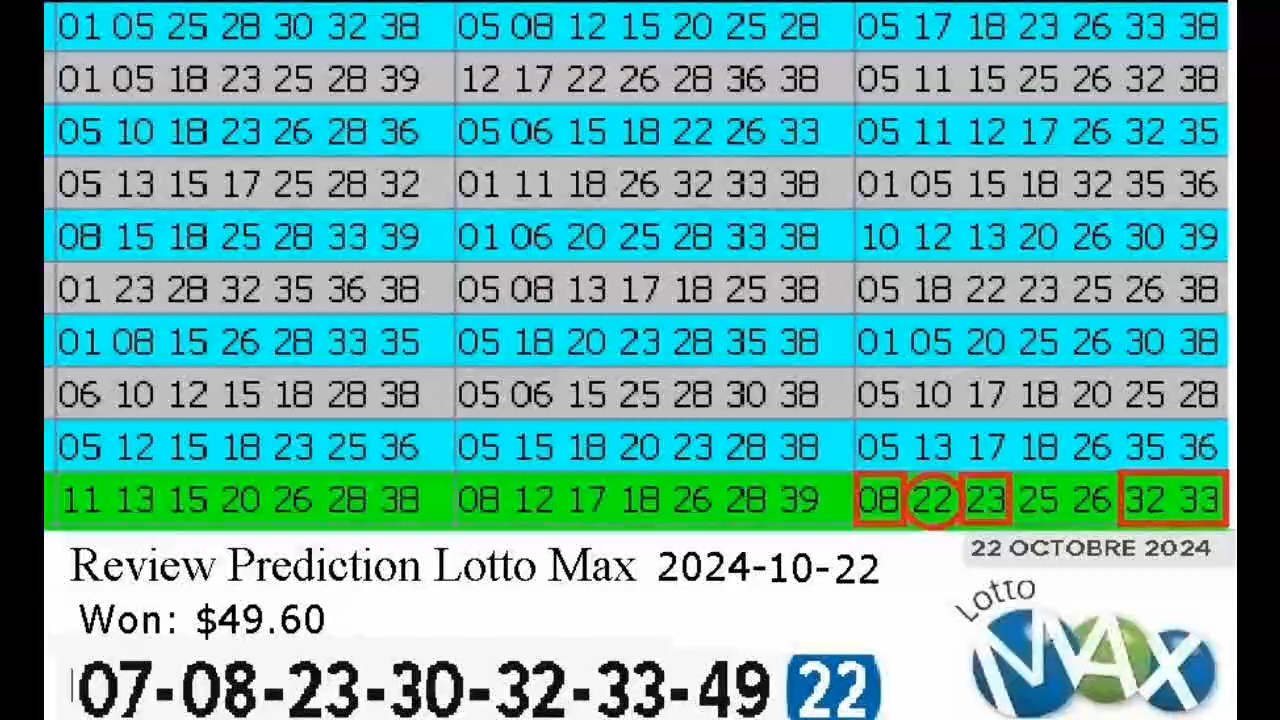 01 05 25 28 30 32 38 05 08 12 15 20 25 28 05 17 18 23 26 33 38
01 05 18 23 25 28 39 12 17 22 26 28 36 38 05 11 15 25 26 32 38
05 10 18 23 26 28 36 05 06 15 18 22 26 33 05 11 12 17 26 32 35
05 13 15 17 25 28 32 01 11 18 26 32 33 38 01 05 15 18 32 35 36
08 15 18 25 28 33 39 01 06 20 25 28 33 38 10 12 13 20 26 30 39
01 23 28 32 35 36 38 05 08 13 17 18 25 38 05 18 22 23 25 26 38
01 08 15 26 28 33 35 05 18 20 23 28 35 38 01 05 20 25 26 30 38
06 10 12 15 18 28 38 05 06 15 25 28 30 38 05 10 17 18 20 25 28
05 12 15 18 23 25 36 05 15 18 20 23 28 38 05 13 17 18 26 35 36
11 13 15 20 26 28 38 08 12 17 18 26 28 39 08 22 23 25 26 32 33
Review Prediction Lotto Max 2024-10-22
Won: $49.60
07-08-23-30-32-33-49 22
22 OCTOBRE 2024
Lotto
MAX